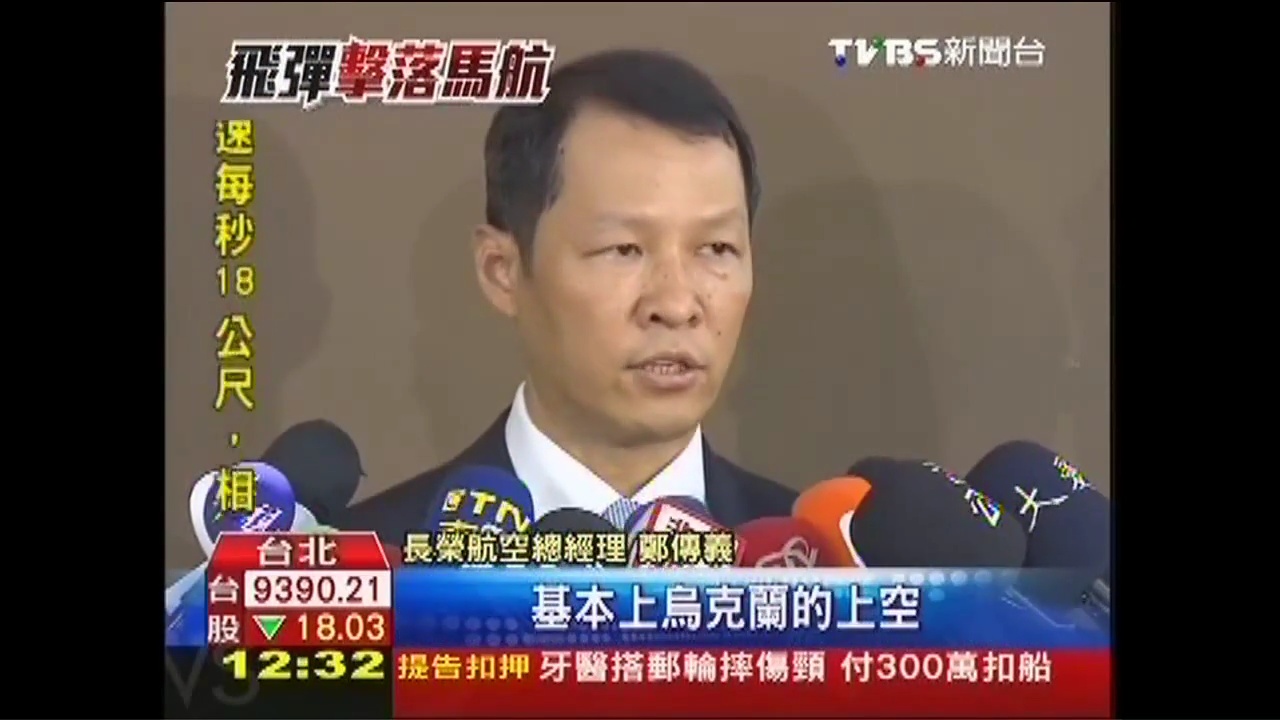 飛彈擊落馬航
TVBS新聞台
速每秒18公尺，相
台北
台股
9390.21
▼18.03
長榮航空總經理 鄭傳義
基本上烏克蘭的上空
12:32
提告扣押 牙醫搭郵輪摔傷頸 付300萬扣船